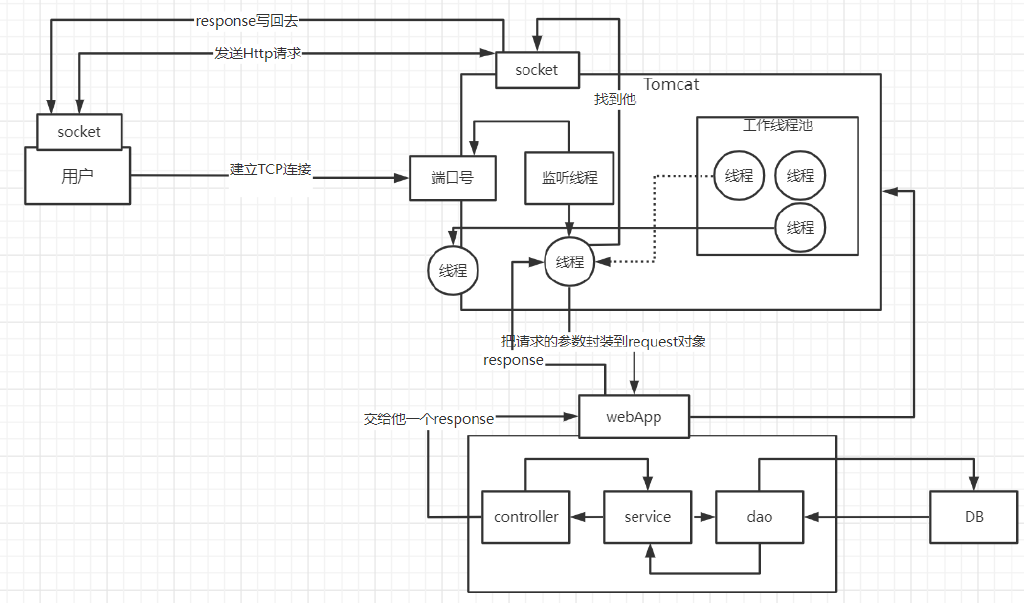 response写回去
发送Http请求
socket
Tomcat
找到他
工作线程池
socket
用户
建立TCP连接
端口号
监听线程
线程
线程
线程
线程
线程
把请求的参数封装到request对象
response
交给他一个response
webApp
controller
service
dao
DB